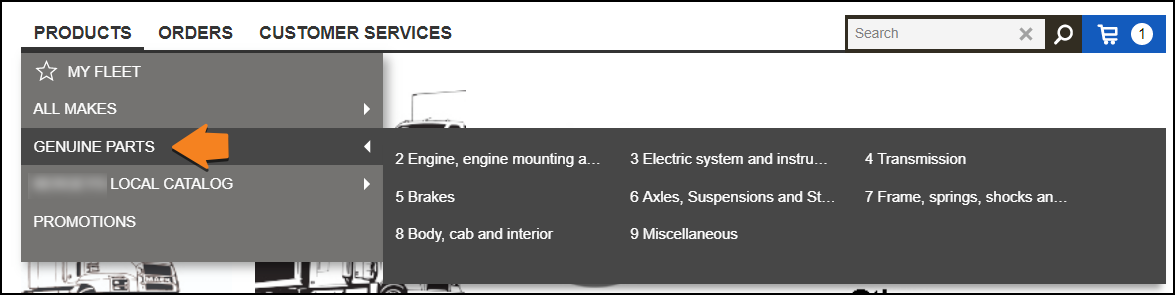 PRODUCTS ORDERS CUSTOMER SERVICES Search 1
MY FLEET
ALL MAKES
GENUINE PARTS
2 Engine, engine mounting a... 3 Electric system and instru... 4 Transmission
LOCAL CATALOG
5 Brakes 6 Axles, Suspensions and St... 7 Frame, springs, shocks an...
PROMOTIONS
8 Body, cab and interior 9 Miscellaneous